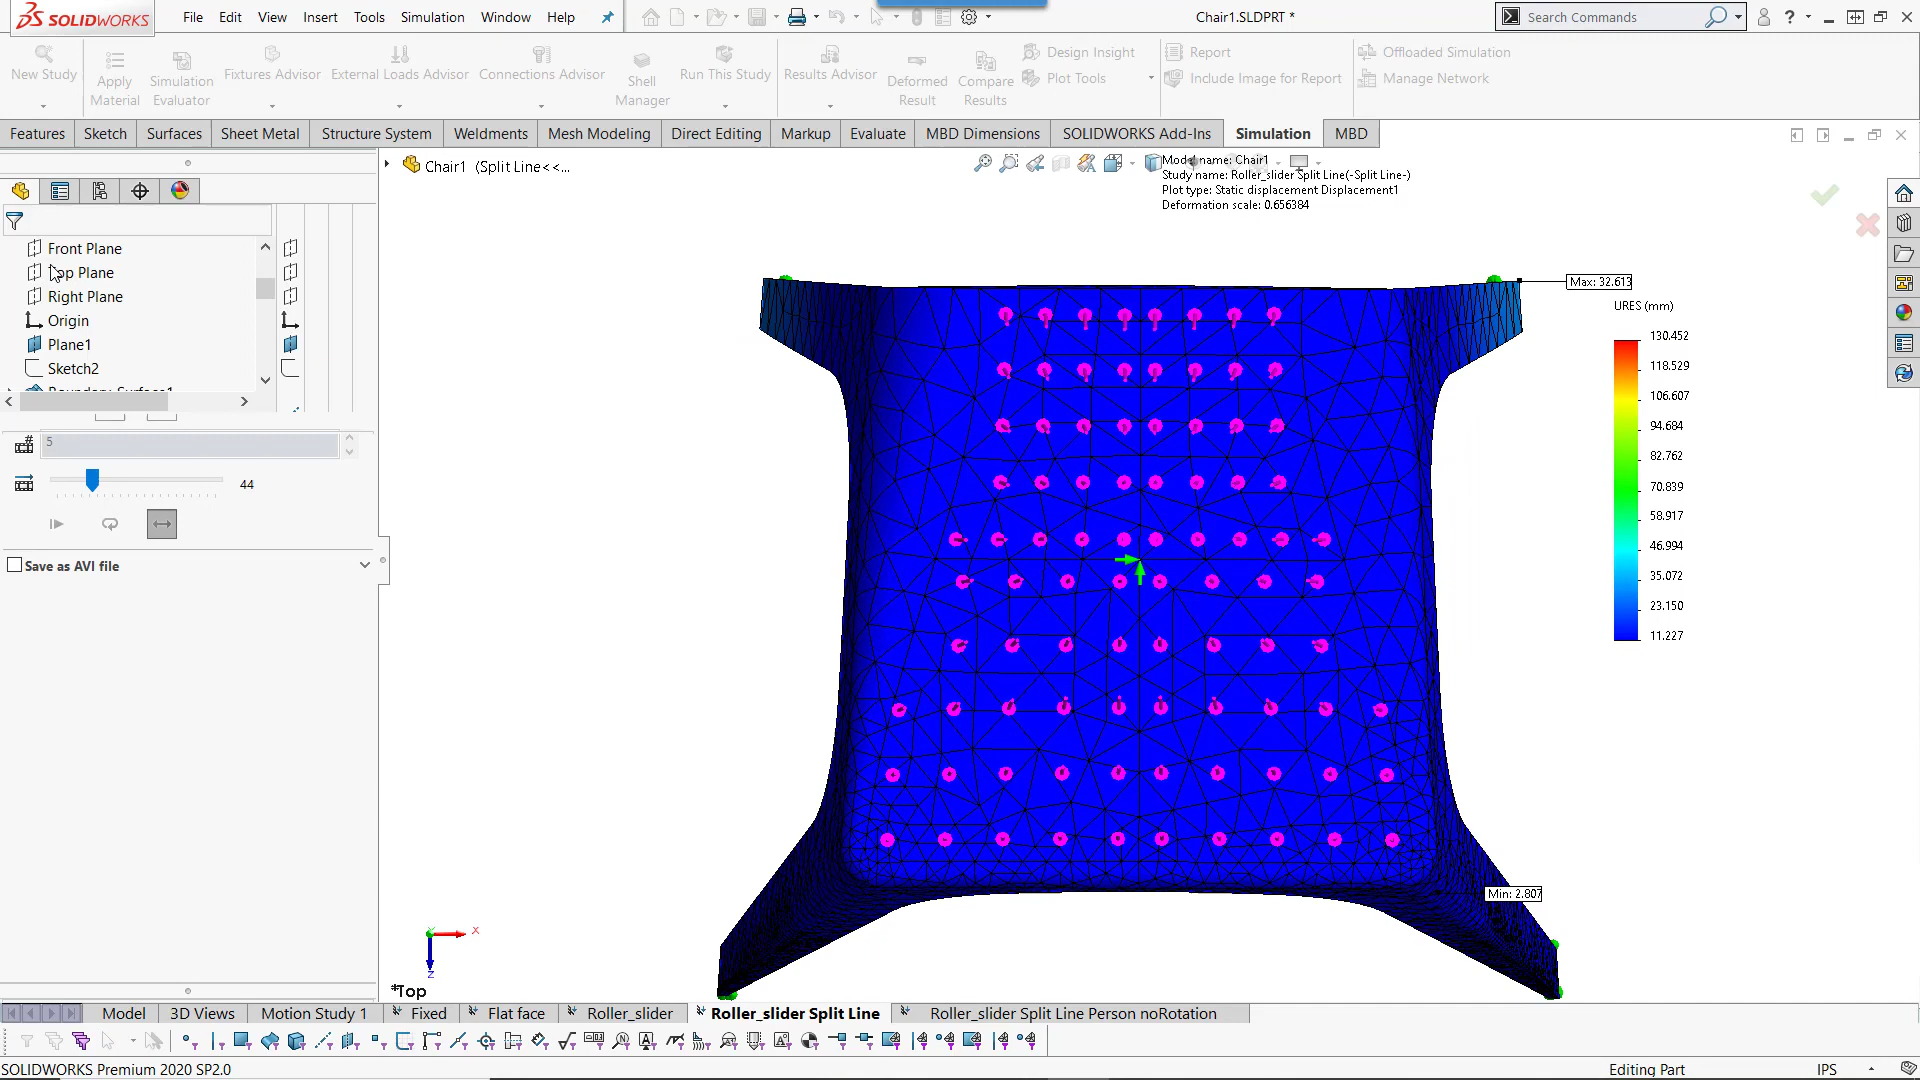 SOLIDWORKS
File Edit View Insert Tools Simulation Window Help
Chair1.SLDPRT *
Search Commands
New Study
Apply Material
Simulation Evaluator
Fixtures Advisor
External Loads Advisor
Connections Advisor
Shell Manager
Run This Study
Results Advisor
Deformed Result
Compare Results
Design Insight
Plot Tools
Report
Include Image for Report
Offloaded Simulation
Manage Network
Features Sketch Surfaces Sheet Metal Structure System Weldments Mesh Modeling Direct Editing Markup Evaluate MBD Dimensions SOLIDWORKS Add-Ins Simulation MBD
Chair1 (Split Line<<...
Model name: Chair1
Study name: Roller_slider Split Line(-Split Line-)
Plot type: Static displacement Displacement1
Deformation scale: 0.656384
Front Plane
Plane
Right Plane
Origin
Plane1
Sketch2
5
44
Save as AVI file
Max: 32.613
URES (mm)
130.452
118.529
106.607
94.684
82.762
70.839
58.917
46.994
35.072
23.150
11.227
Min: 2.807
X
Z
*Top
Model 3D Views Motion Study 1 Fixed Flat face Roller_slider Roller_slider Split Line Roller_slider Split Line Person noRotation
SOLIDWORKS Premium 2020 SP2.0
Editing Part
IPS